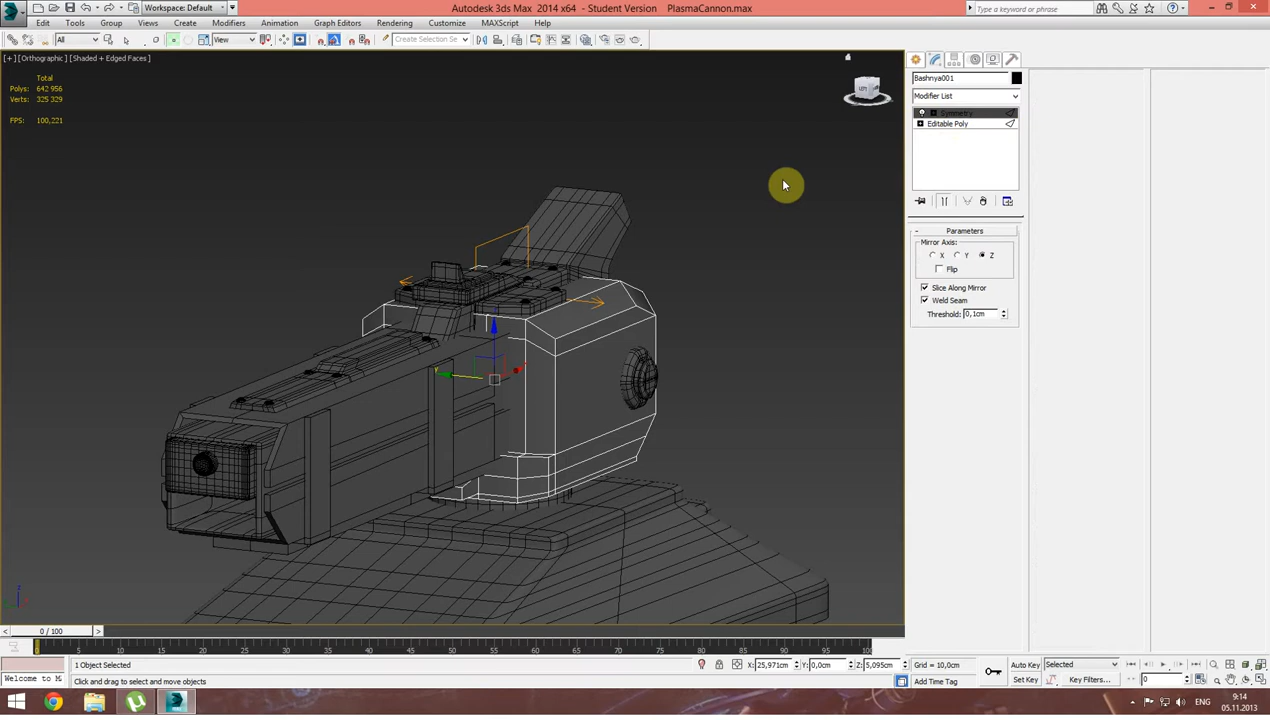 Workspace: Default
Autodesk 3ds Max 2014 x64 - Student Version PlasmaCannon.max
Type a keyword or phrase
Edit Tools Group Views Create Modifiers Animation Graph Editors Rendering Customize MAXScript Help
All View Create Selection Se
[+] [Orthographic] [Shaded + Edged Faces]
Total
Polys: 642 956
Verts: 325 329
FPS: 100,221
Bashnya001
Modifier List
Symmetry
Editable Poly
- Parameters
Mirror Axis:
X Y Z
Flip
Slice Along Mirror
Weld Seam
Threshold: 0,1cm
LEFT
z
0 / 100
0 5 10 15 20 25 30 35 40 45 50 55 60 65 70 75 80 85 90 95 100
1 Object Selected X: 25,971cm Y: 0,0cm Z: 5,095cm Grid = 10,0cm Auto Key Selected
Welcome to M Click and drag to select and move objects Add Time Tag Set Key Key Filters... 0
ENG
9:14
05.11.2013